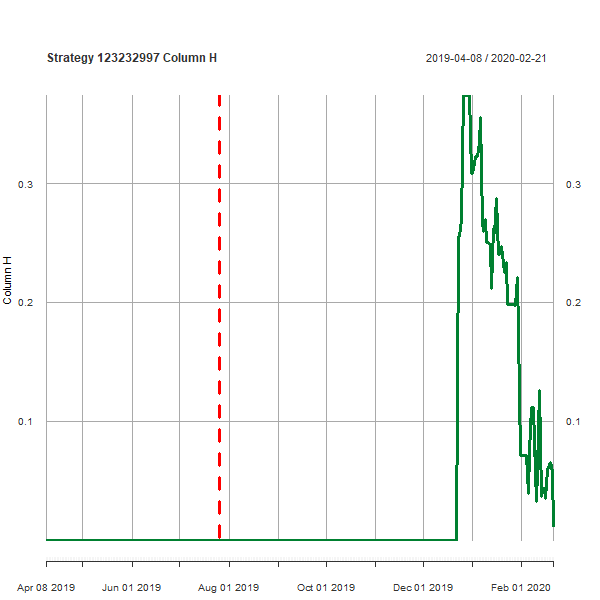 Strategy 123232997 Column H
2019-04-08 / 2020-02-21
Column H
0.3
0.3
0.2
0.2
0.1
0.1
Apr 08 2019
Jun 01 2019
Aug 01 2019
Oct 01 2019
Dec 01 2019
Feb 01 2020